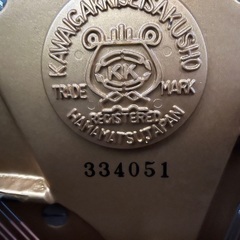 KAWAIGAKKISEISAKUSHO
KK
TRADE MARK
REGISTERED
HAMAMATSU.JAPAN
334051